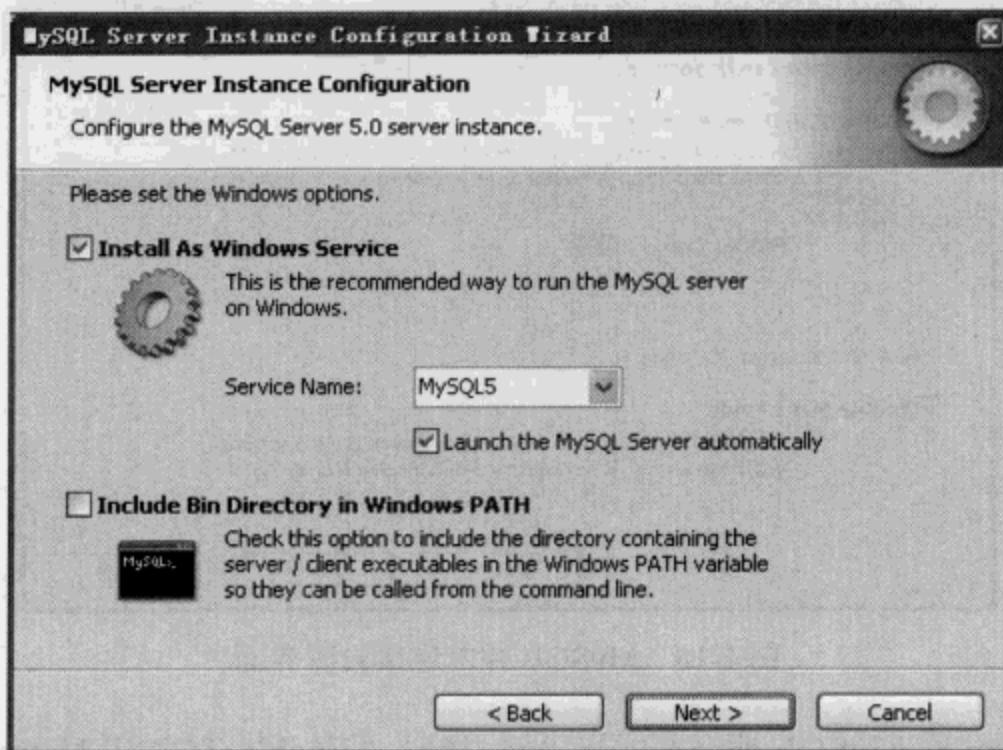 MySQL Server Instance Configuration Wizard
MySQL Server Instance Configuration
Configure the MySQL Server 5.0 server instance.
Please set the Windows options.
Install As Windows Service
This is the recommended way to run the MySQL server
on Windows.
Service Name:
MySQL5
Launch the MySQL Server automatically
Include Bin Directory in Windows PATH
MySQL>_
Check this option to include the directory containing the
server / client executables in the Windows PATH variable
so they can be called from the command line.
< Back
Next >
Cancel